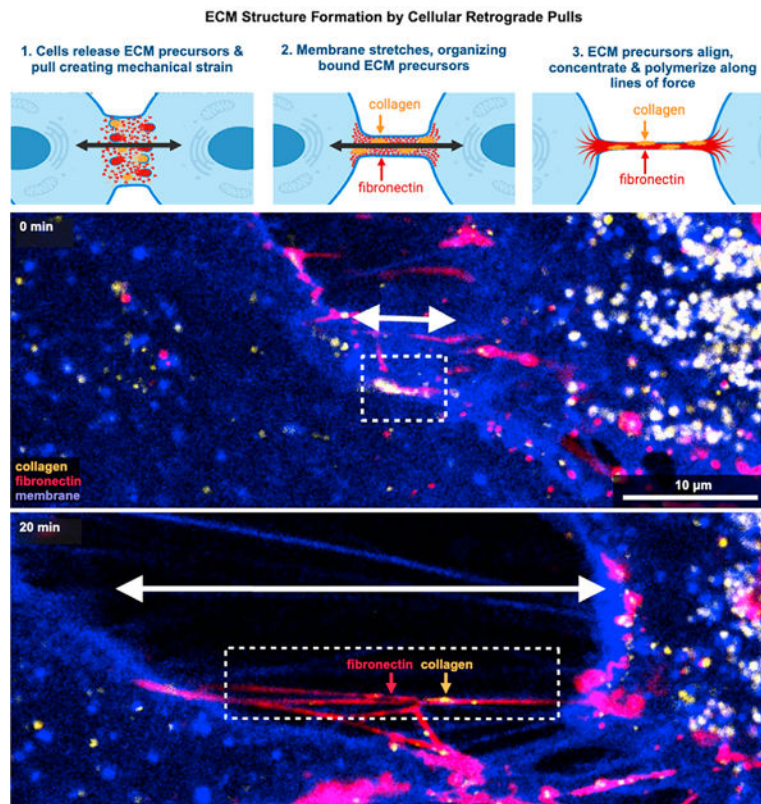 ECM Structure Formation by Cellular Retrograde Pulls
1. Cells release ECM precursors &
pull creating mechanical strain
2. Membrane stretches, organizing
bound ECM precursors
3. ECM precursors align,
concentrate & polymerize along
lines of force
collagen
fibronectin
collagen
fibronectin
0 min
collagen
fibronectin
membrane
10 µm
20 min
fibronectin collagen